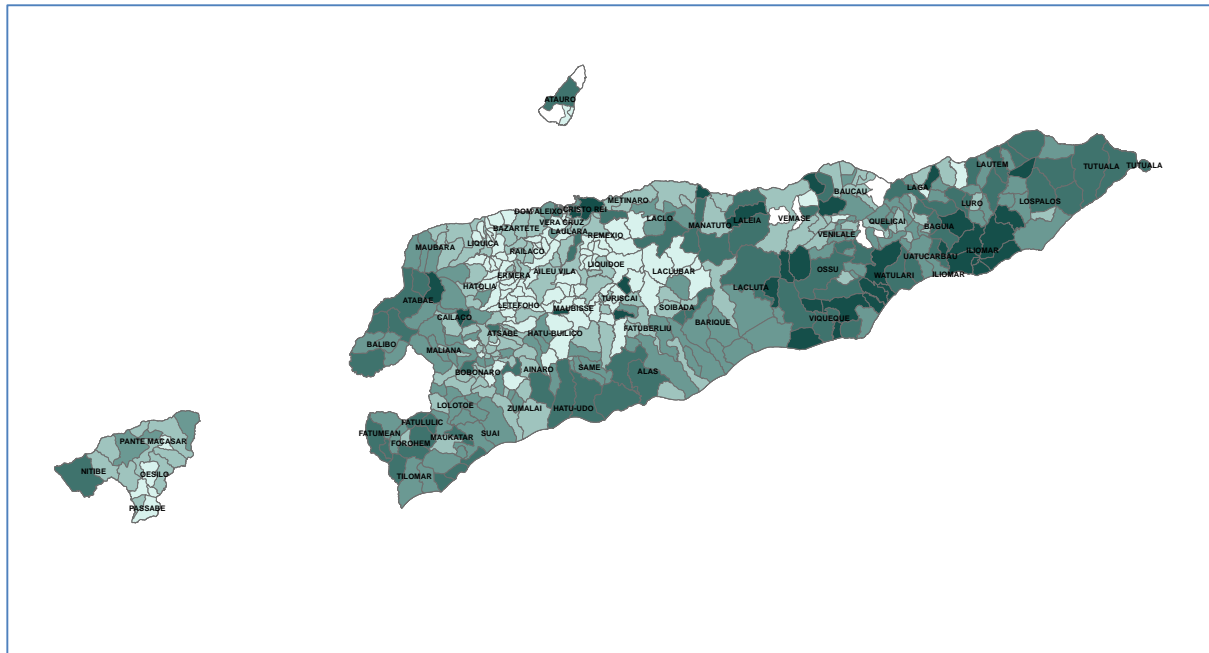 ATAURO
LAUTEM
TUTUALA
TUTUALA
BAUCAU
LAGA
METINARO
DOM ALEIXO
CRISTO REI
LURO
LOSPALOS
VERA CRUZ
LACLO
LALEIA
VEMASE
QUELICAI
BAZARTETE
LAULARA
MANATUTO
BAGUIA
REMEXIO
VENILALE
MAUBARA
LIQUICA
RAILACO
ILIOMAR
UATUCARBAU
LIQUIDOE
ERMERA
AILEU VILA
LACLUBAR
OSSU
WATULARI
ILIOMAR
HATOLIA
LACLUTA
ATABAE
TURISCAI
LETEFOHO
MAUBISSE
SOIBADA
CAILACO
VIQUEQUE
BARIQUE
ATSABE
HATU-BUILICO
FATUBERLIU
BALIBO
MALIANA
BOBONARO
AINARO
SAME
ALAS
LOLOTOE
ZUMALAI
HATU-UDO
FATULULIC
FATUMEAN
SUAI
MAUKATAR
FOROHEM
PANTE MACASAR
NITIBE
OESILO
TILOMAR
PASSABE